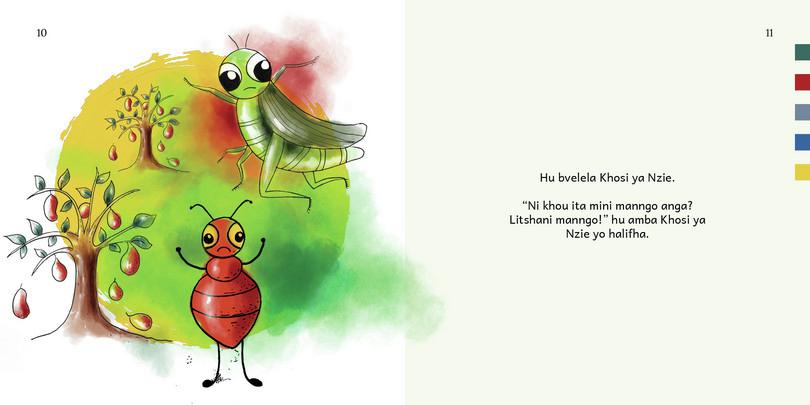 10
11
Hu bvelela Khosi ya Nzie.
“Ni khou ita mini manngo anga?
Litshani manngo!” hu amba Khosi ya
Nzie yo halifha.